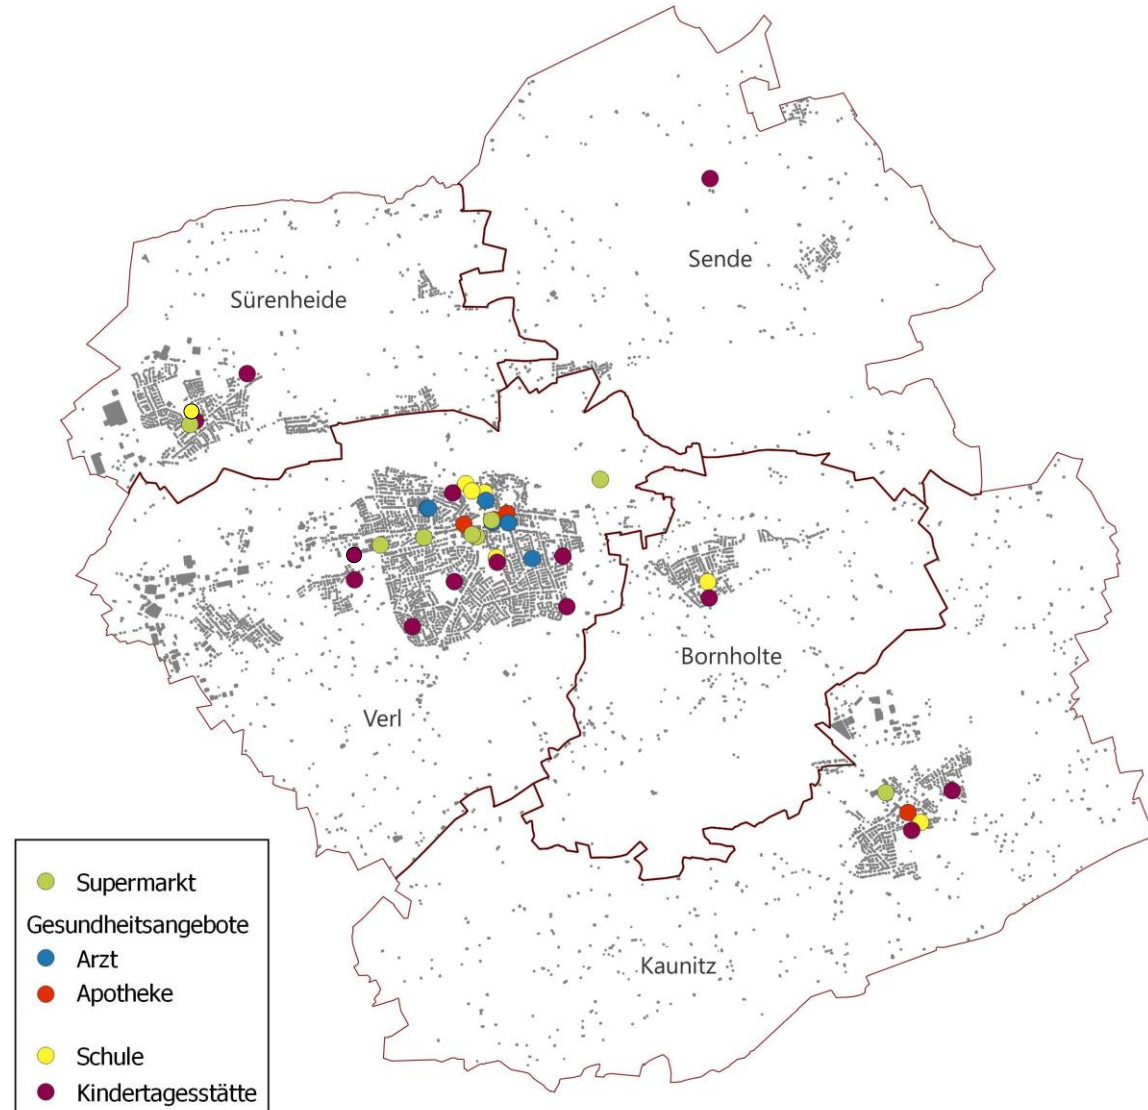 Sende
Sürenheide
Bornholte
Verl
Kaunitz
Supermarkt
Gesundheitsangebote
Arzt
Apotheke
Schule
Kindertagesstätte